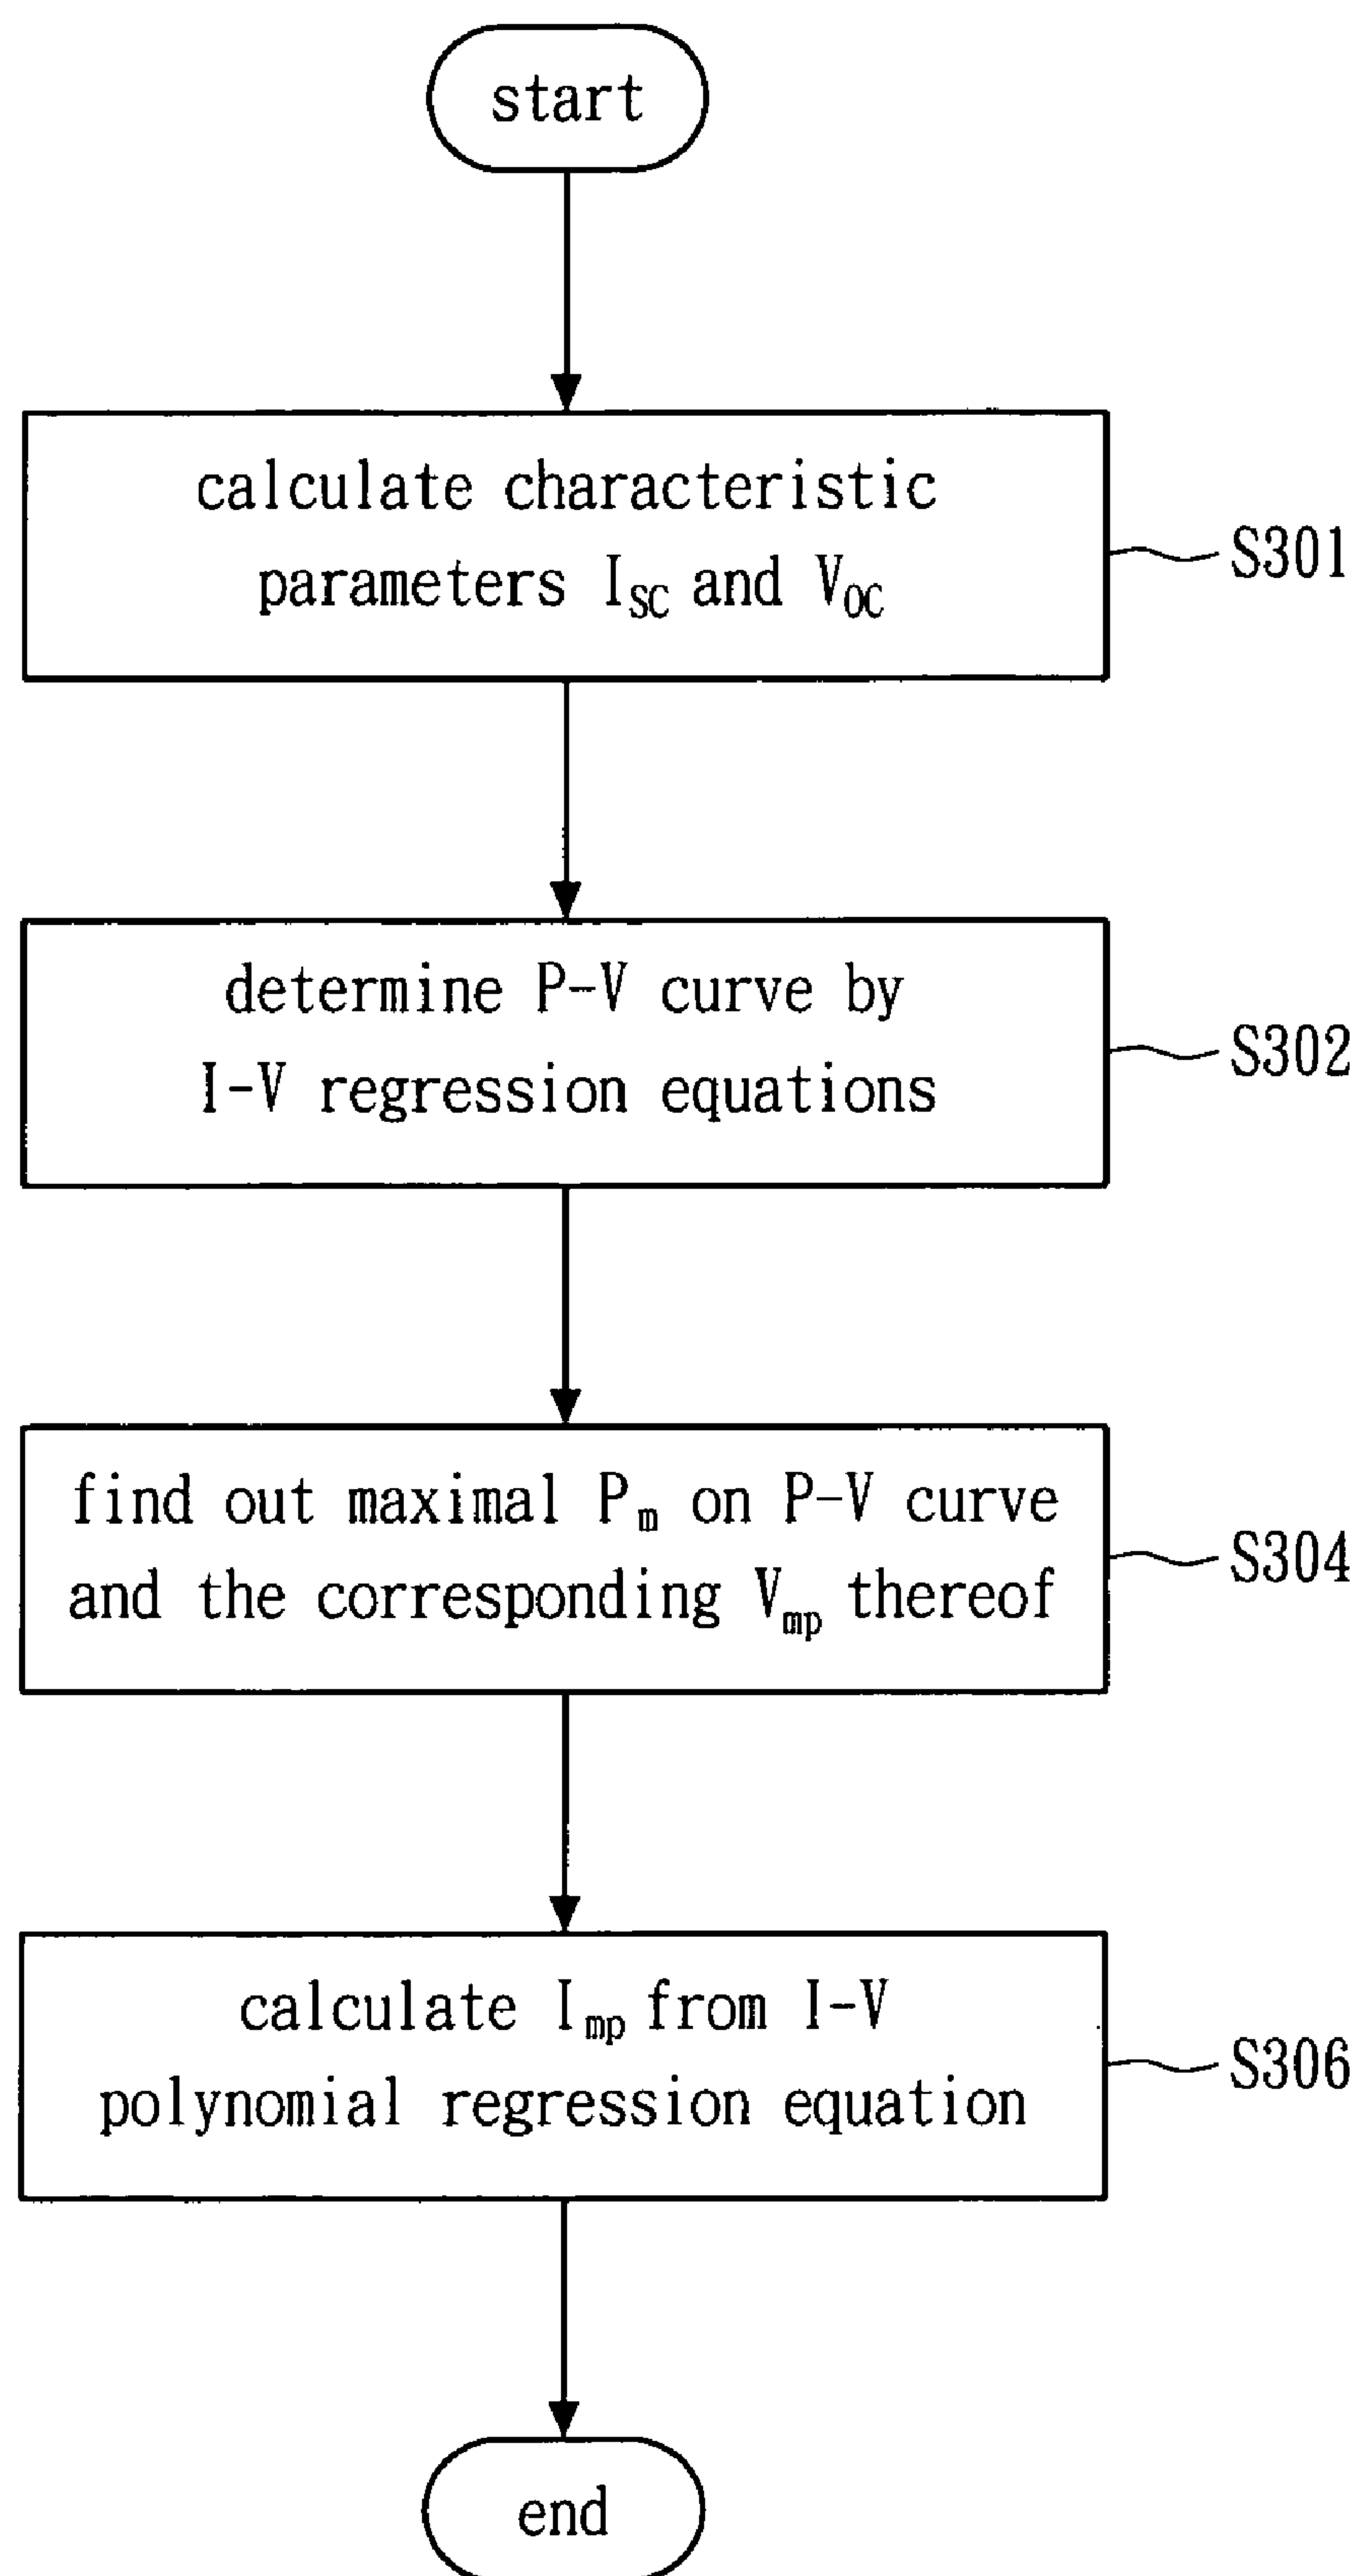 start
calculate characteristic
parameters I_SC and V_OC
S301
determine P-V curve by
I-V regression equations
S302
find out maximal P_m on P-V curve
and the corresponding V_mp thereof
S304
calculate I_mp from I-V
polynomial regression equation
S306
end